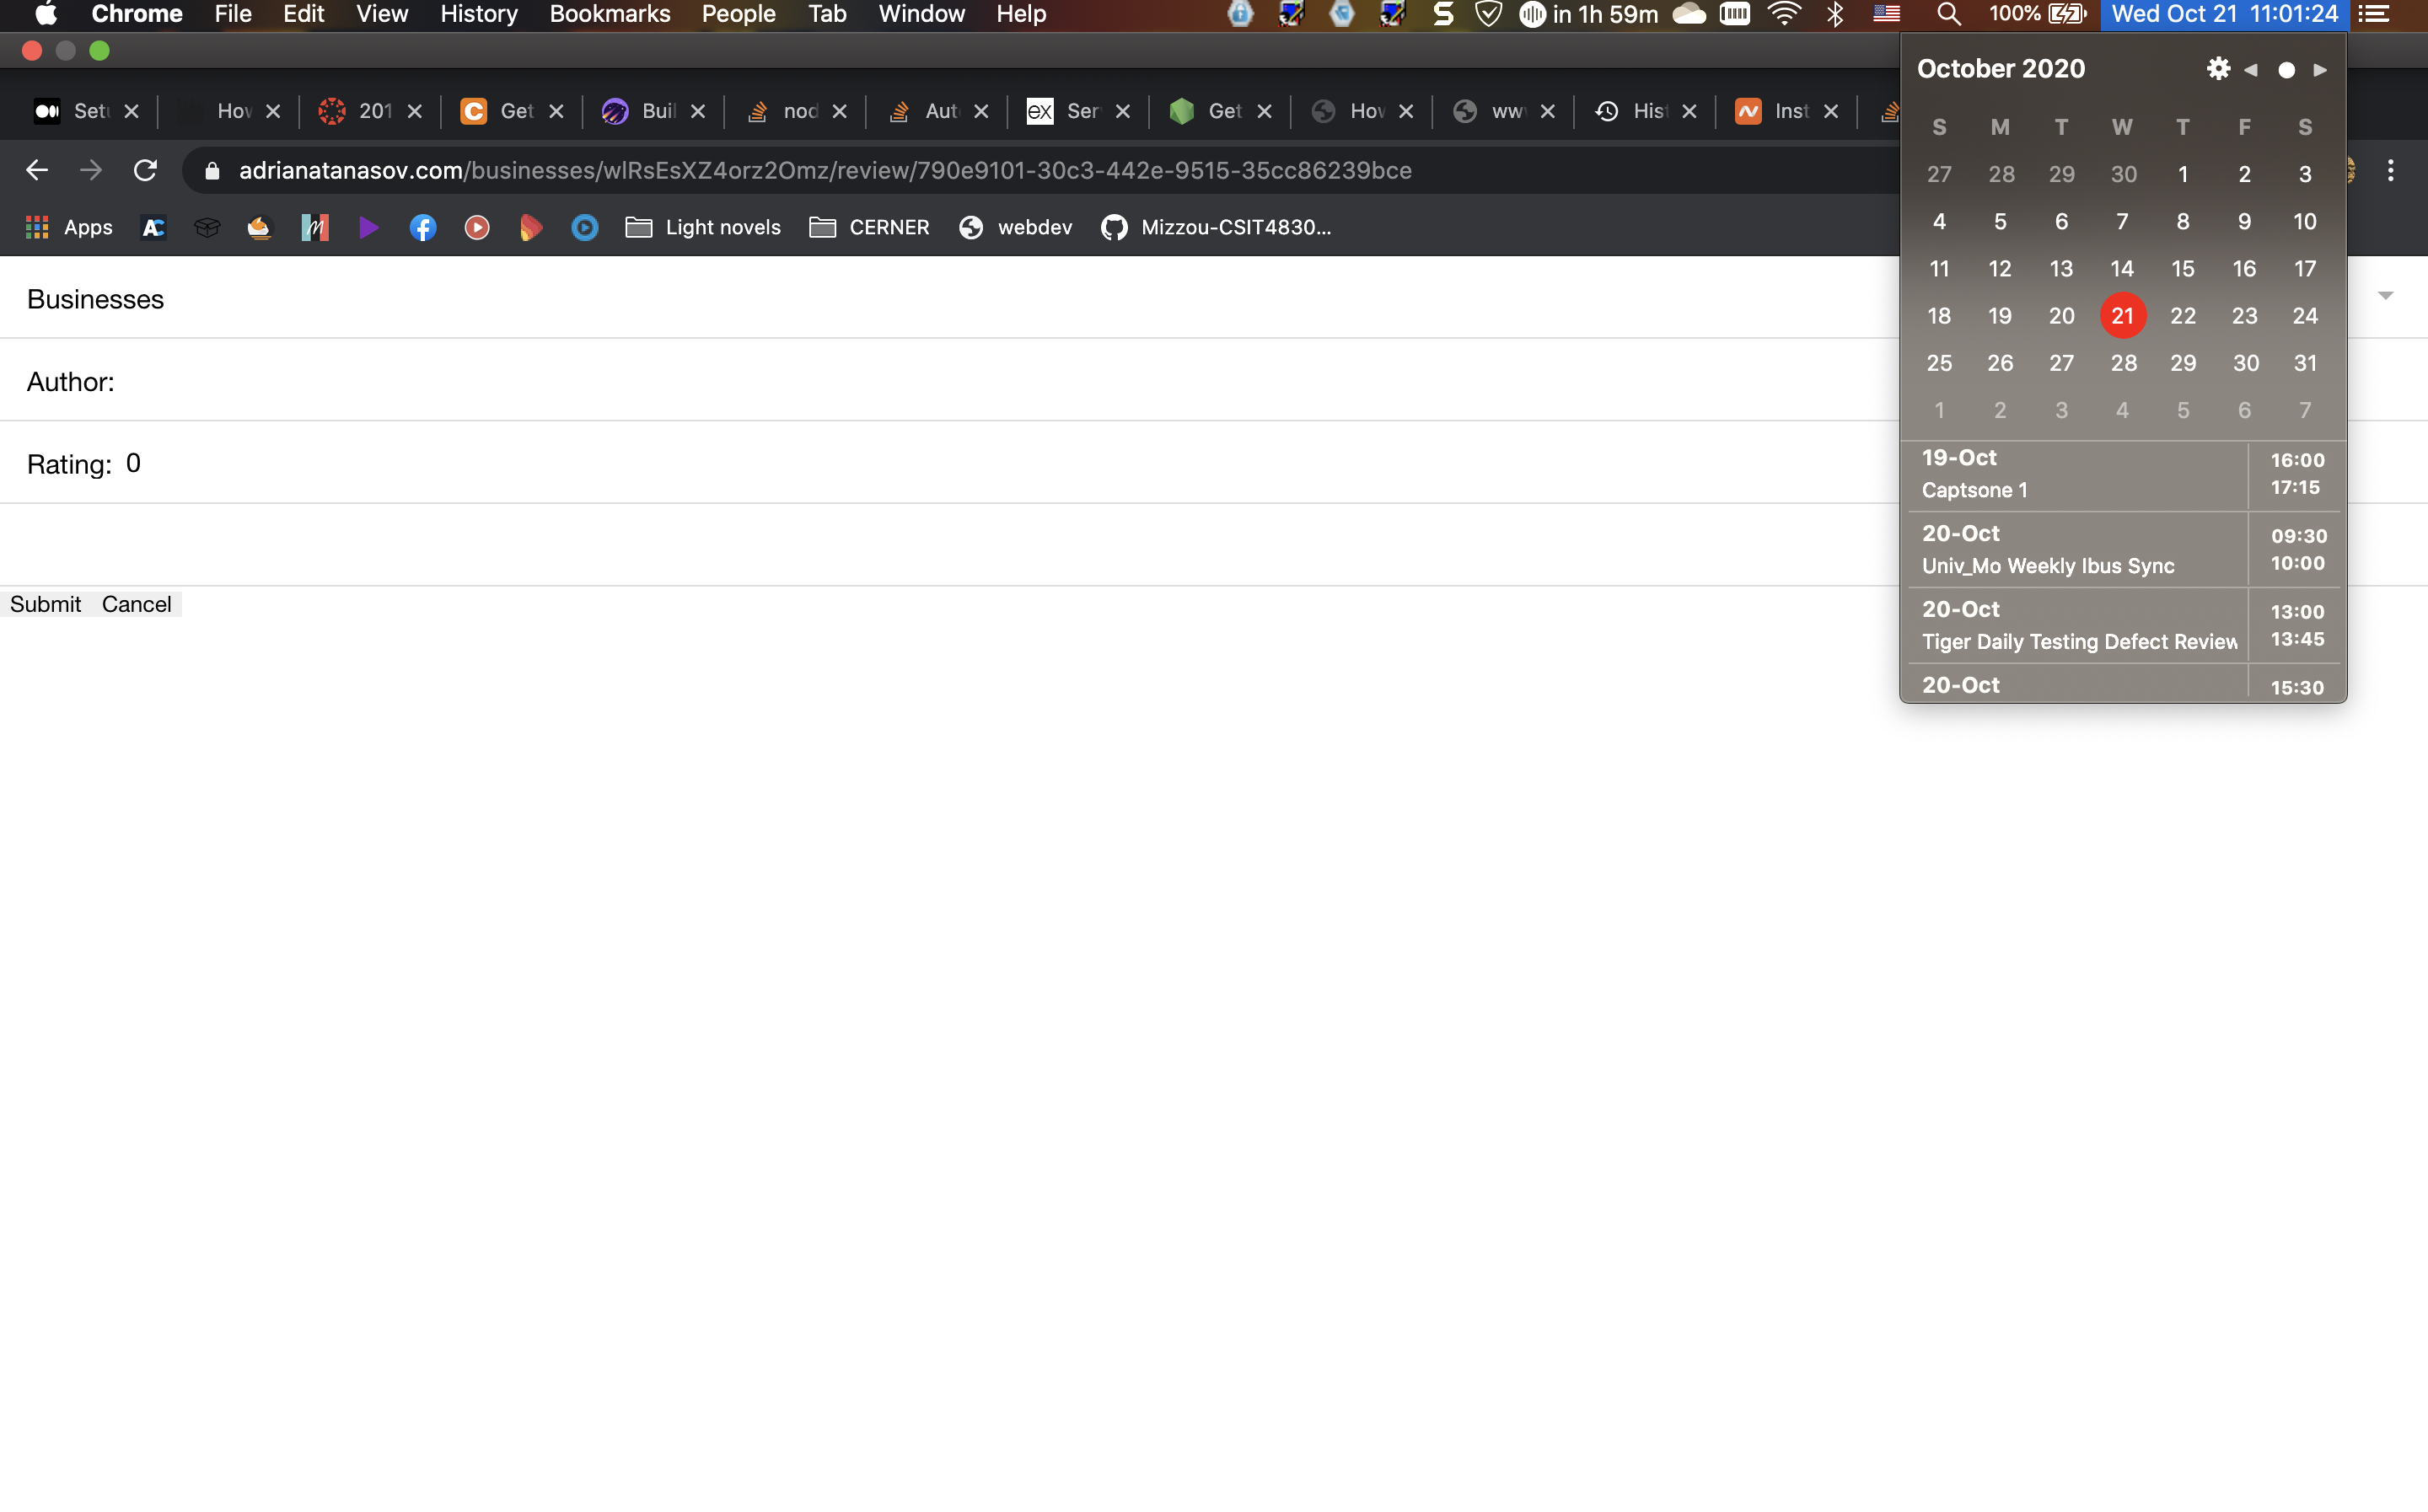 Chrome File Edit View History Bookmarks People Tab Window Help in 1h 59m 100% Wed Oct 21 11:01:24
Set How 201 Get Buil nod Aut ex Ser Get How ww Hist Inst
adrianatanasov.com/businesses/wlRsEsXZ4orz2Omz/review/790e9101-30c3-442e-9515-35cc86239bce
Apps AC M Light novels CERNER webdev Mizzou-CSIT4830...
Businesses
Author:
Rating: 0
Submit Cancel
October 2020
S M T W T F S
27 28 29 30 1 2 3
4 5 6 7 8 9 10
11 12 13 14 15 16 17
18 19 20 21 22 23 24
25 26 27 28 29 30 31
1 2 3 4 5 6 7
19-Oct 16:00
Captsone 1 17:15
20-Oct 09:30
Univ_Mo Weekly Ibus Sync 10:00
20-Oct 13:00
Tiger Daily Testing Defect Review 13:45
20-Oct 15:30